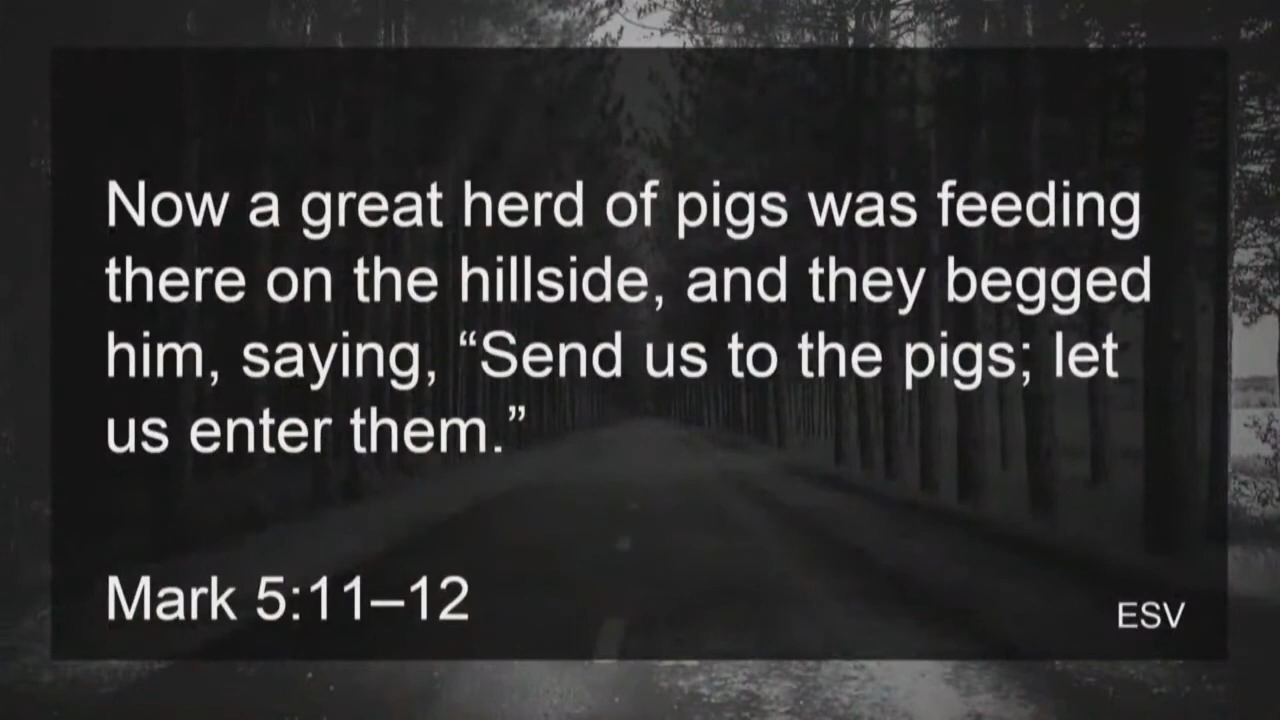 Now a great herd of pigs was feeding
there on the hillside, and they begged
him, saying, “Send us to the pigs; let
us enter them.”
Mark 5:11–12
ESV